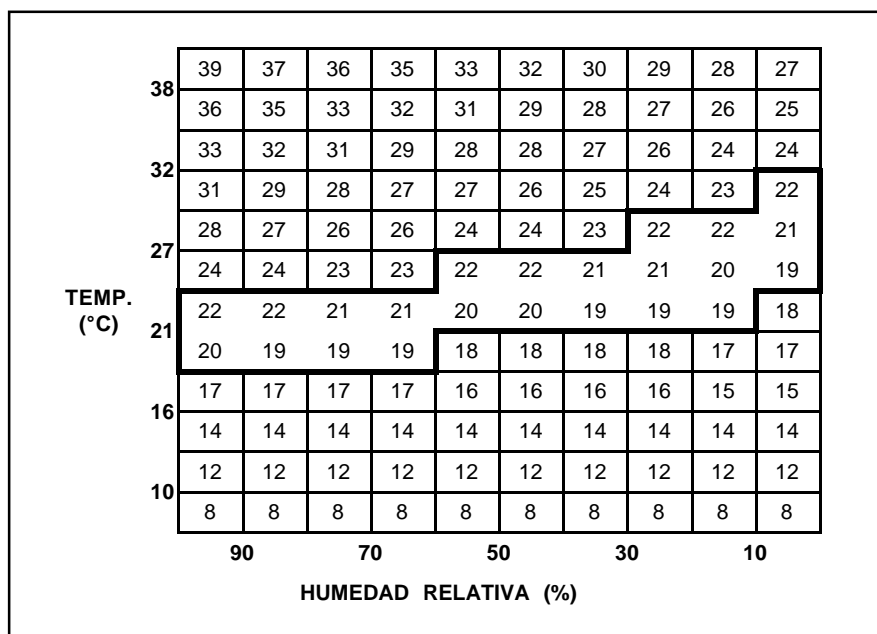 39 37 36 35 33 32 30 29 28 27
38
36 35 33 32 31 29 28 27 26 25
33 32 31 29 28 28 27 26 24 24
32
31 29 28 27 27 26 25 24 23 22
28 27 26 26 24 24 23 22 22 21
27
24 24 23 23 22 22 21 21 20 19
TEMP.
22 22 21 21 20 20 19 19 19 18
(°C)
21
20 19 19 19 18 18 18 18 17 17
17 17 17 17 16 16 16 16 15 15
16
14 14 14 14 14 14 14 14 14 14
12 12 12 12 12 12 12 12 12 12
10
8 8 8 8 8 8 8 8 8 8
90 70 50 30 10
HUMEDAD RELATIVA (%)